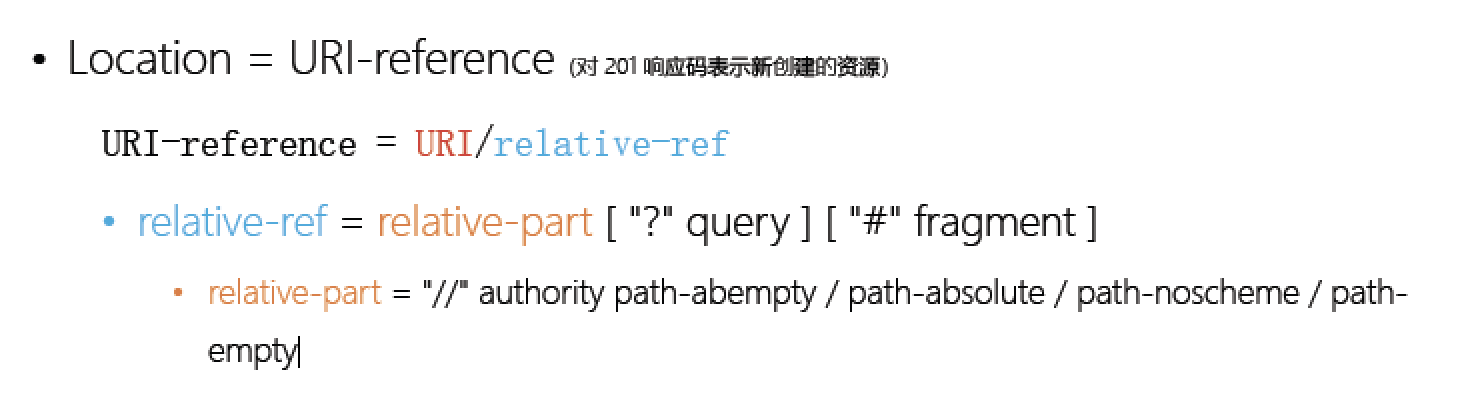 • Location = URI-reference (对 201 响应码表示新创建的资源)
URI-reference = URI/relative-ref
• relative-ref = relative-part [ "?" query ] [ "#" fragment ]
• relative-part = "//" authority path-abempty / path-absolute / path-noscheme / path-
empty